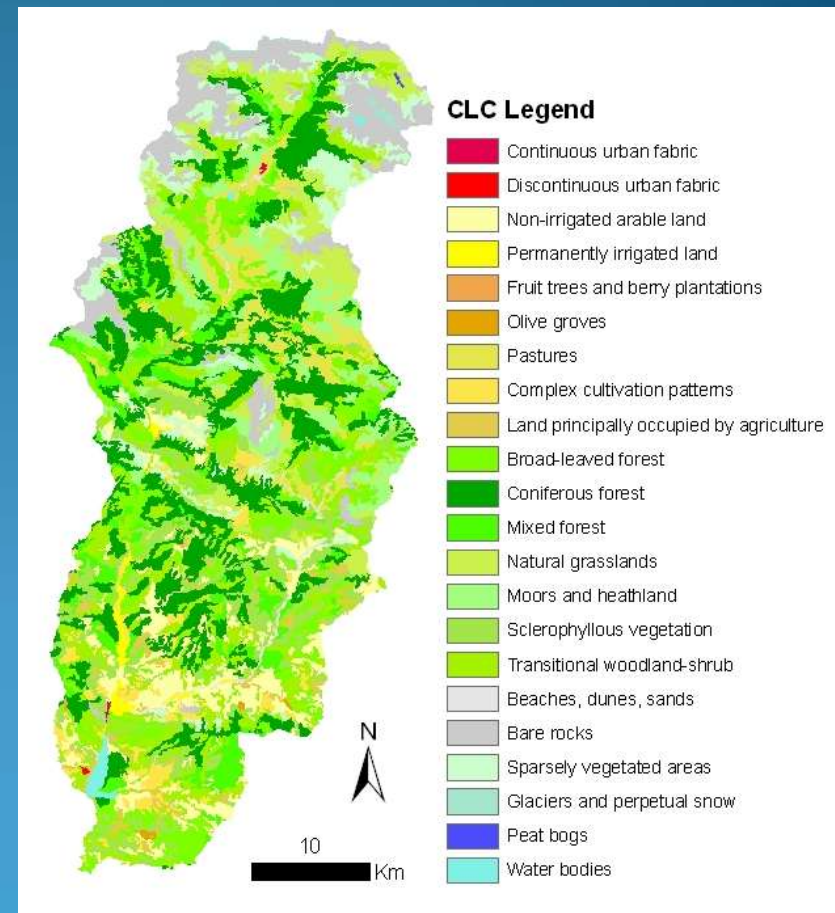 CLC Legend
Continuous urban fabric
Discontinuous urban fabric
Non-irrigated arable land
Permanently irrigated land
Fruit trees and berry plantations
Olive groves
Pastures
Complex cultivation patterns
Land principally occupied by agriculture
Broad-leaved forest
Coniferous forest
Mixed forest
Natural grasslands
Moors and heathland
Sclerophyllous vegetation
Transitional woodland-shrub
Beaches, dunes, sands
Bare rocks
Sparsely vegetated areas
Glaciers and perpetual snow
Peat bogs
Water bodies
N
10
Km